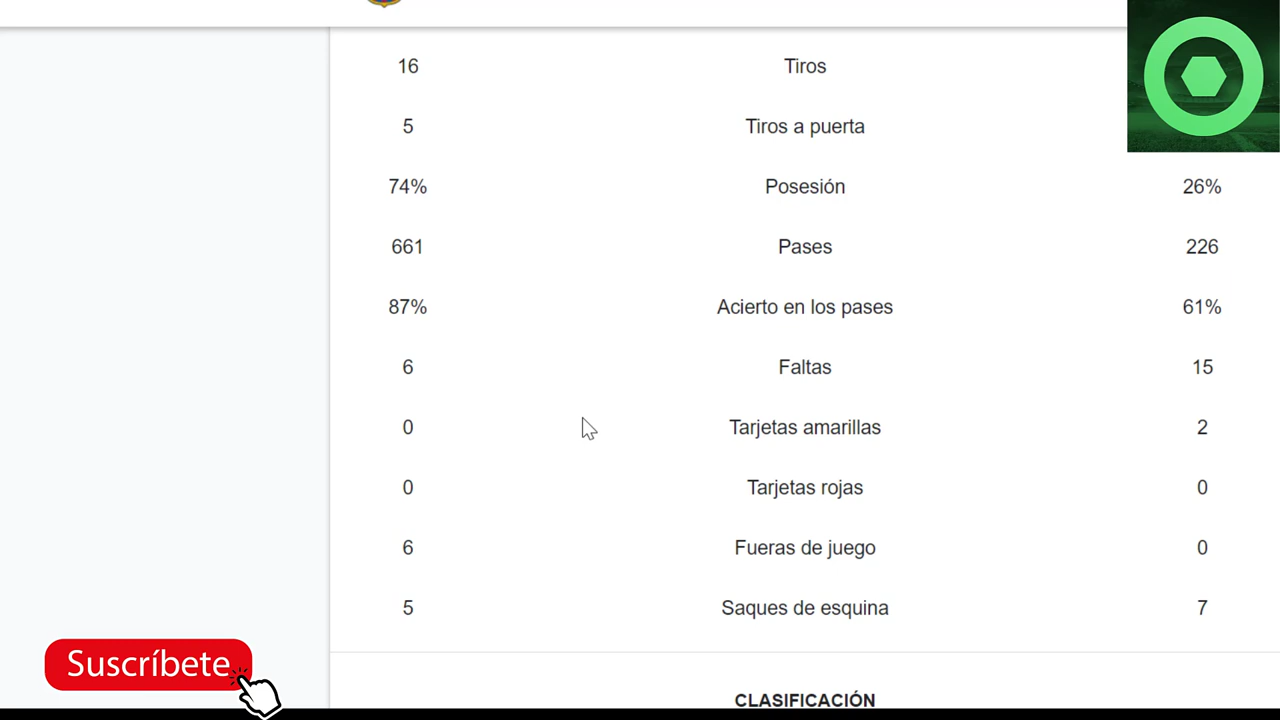 16 Tiros
5 Tiros a puerta
74% Posesión 26%
661 Pases 226
87% Acierto en los pases 61%
6 Faltas 15
0 Tarjetas amarillas 2
0 Tarjetas rojas 0
6 Fueras de juego 0
5 Saques de esquina 7
Suscríbete
CLASIFICACIÓN